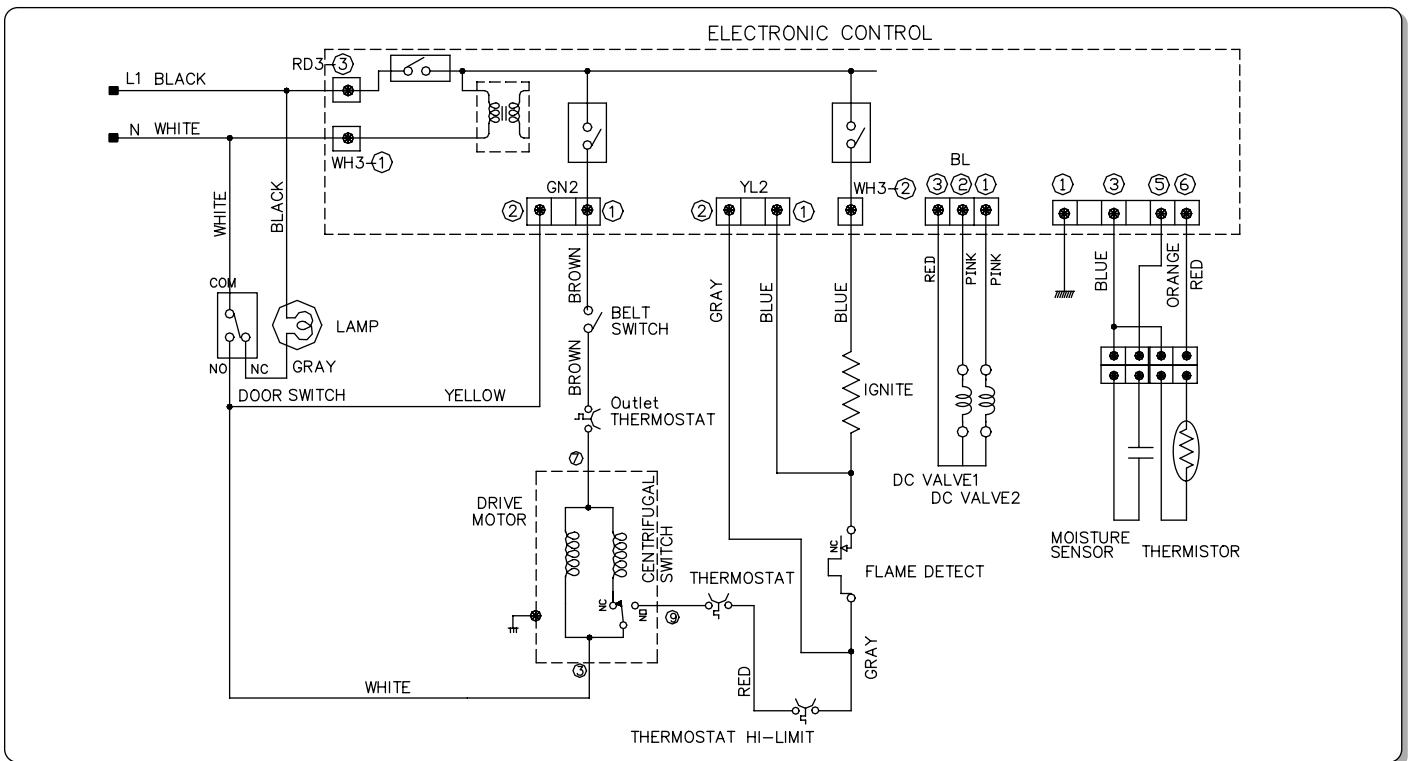 ELECTRONIC CONTROL
RD3-③
L1 BLACK
N WHITE
WH3-①
GN2
② ①
YL2
② ①
WH3-②
BL
③ ② ①
① ③ ⑤ ⑥
WHITE
BLACK
BROWN
GRAY
BLUE
BLUE
RED
PINK
PINK
BLUE
ORANGE
RED
COM
NO
NC
LAMP
GRAY
DOOR SWITCH
YELLOW
BELT
SWITCH
BROWN
Outlet
THERMOSTAT
⑦
IGNITE
DC VALVE1
DC VALVE2
DRIVE
MOTOR
CENTRIFUGAL
SWITCH
NC
NO
⑨
③
THERMOSTAT
NC
FLAME DETECT
MOISTURE
SENSOR
THERMISTOR
WHITE
RED
GRAY
THERMOSTAT HI-LIMIT